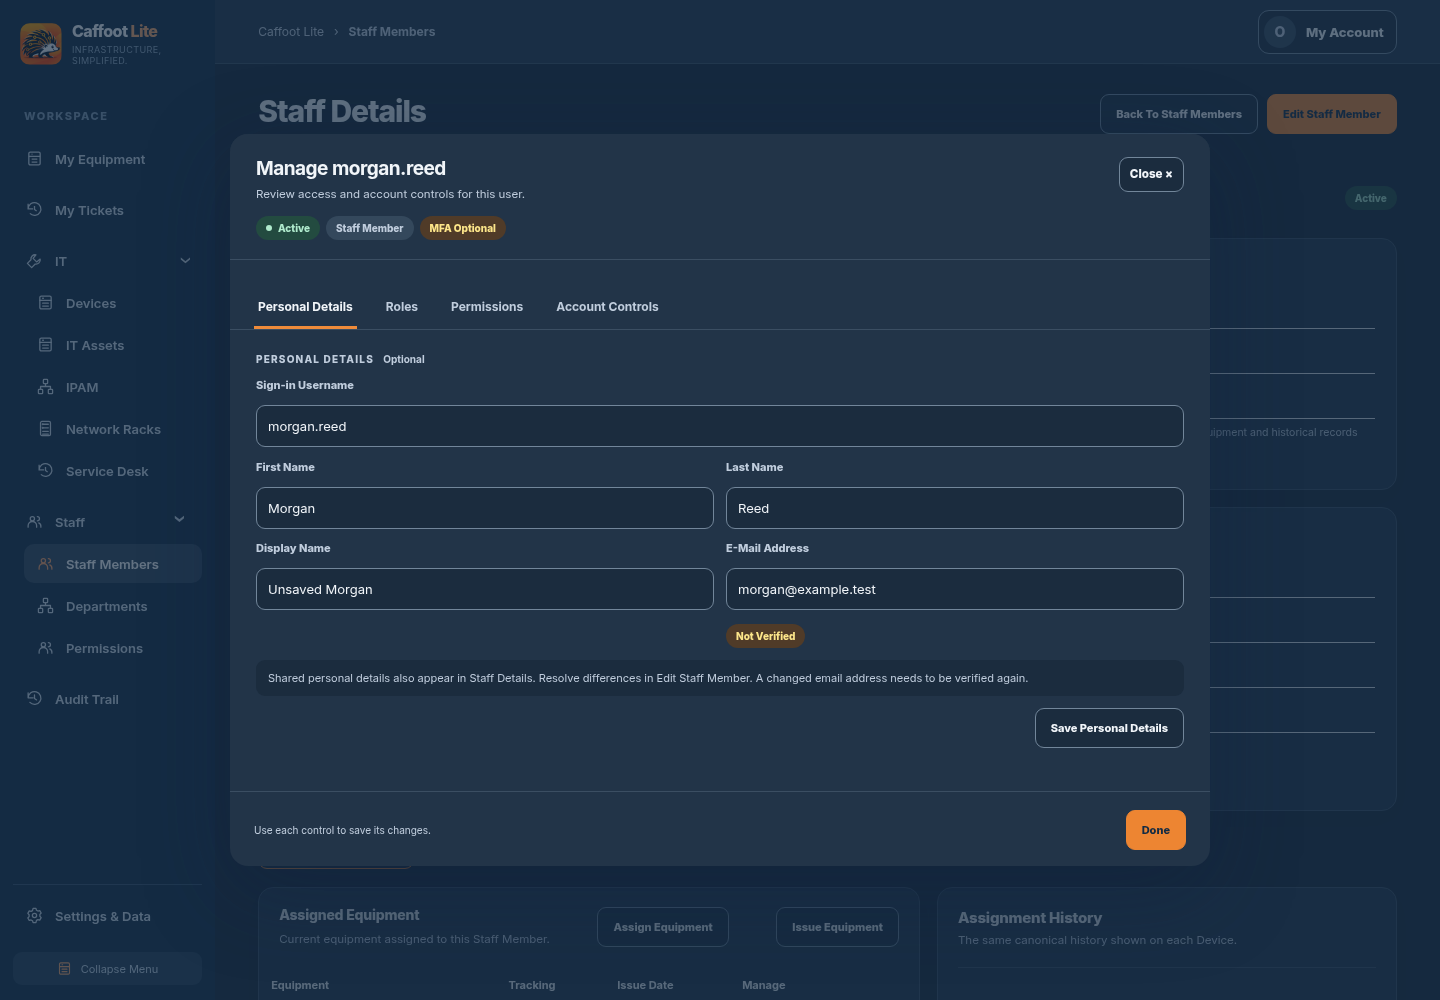 Caffoot Lite
INFRASTRUCTURE,
SIMPLIFIED.
WORKSPACE
My Equipment
My Tickets
IT
Devices
IT Assets
IPAM
Network Racks
Service Desk
Staff
Staff Members
Departments
Permissions
Audit Trail
Settings & Data
Collapse Menu
Caffoot Lite › Staff Members
O My Account
Staff Details
Back To Staff Members
Edit Staff Member
Active
Manage morgan.reed
Close ×
Review access and account controls for this user.
Active
Staff Member
MFA Optional
Personal Details
Roles
Permissions
Account Controls
PERSONAL DETAILS Optional
Sign-in Username
morgan.reed
First Name
Last Name
Morgan
Reed
Display Name
E-Mail Address
Unsaved Morgan
morgan@example.test
Not Verified
Shared personal details also appear in Staff Details. Resolve differences in Edit Staff Member. A changed email address needs to be verified again.
Save Personal Details
Use each control to save its changes.
Done
and historical records
Assigned Equipment
Current equipment assigned to this Staff Member.
Assign Equipment
Issue Equipment
Equipment
Tracking
Issue Date
Manage
Assignment History
The same canonical history shown on each Device.